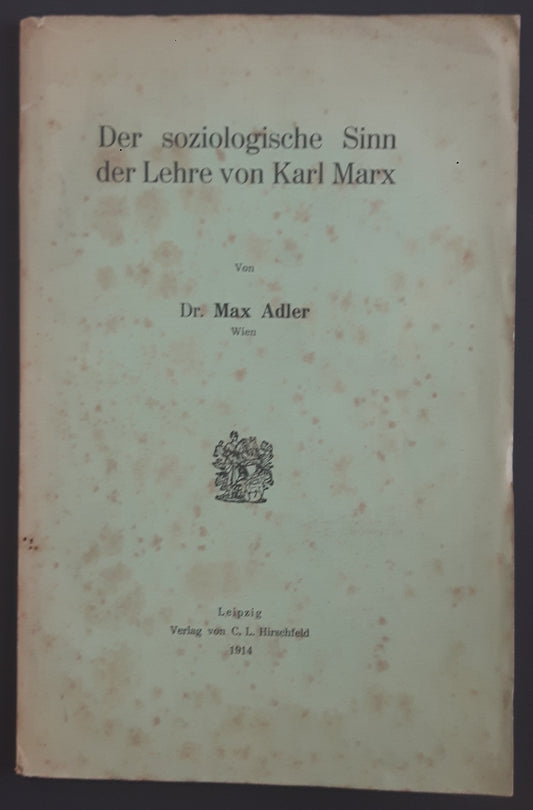 Der soziologische Sinn
der Lehre von Karl Marx
Von
Dr. Max Adler
Wien
Leipzig
Verlag von C. L. Hirschfeld
1914